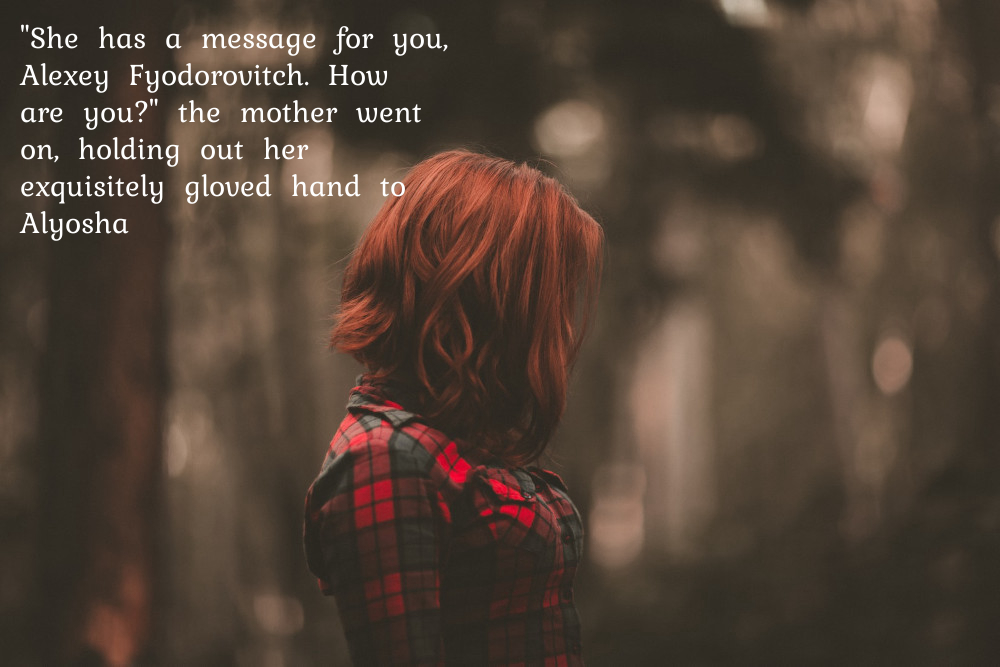 "She has a message for you,
Alexey Fyodorovitch. How
are you?" the mother went
on, holding out her
exquisitely gloved hand to
Alyosha